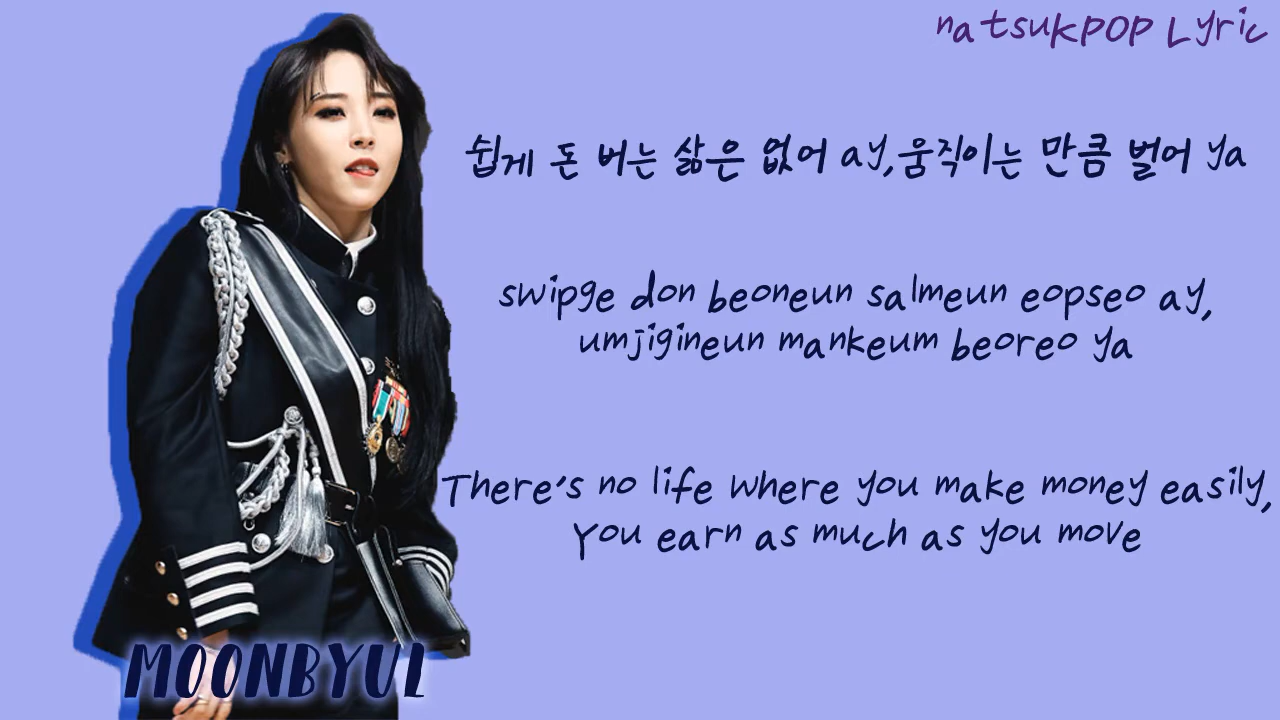 natsukpop Lyric
쉽게 돈 버는 삶은 없어 ay,움직이는 만큼 벌어 ya
swipge don beoneun salmeun eopseo ay,
umjigineun mankeum beoreo ya
There's no life where you make money easily,
You earn as much as you move
MOONBYUL